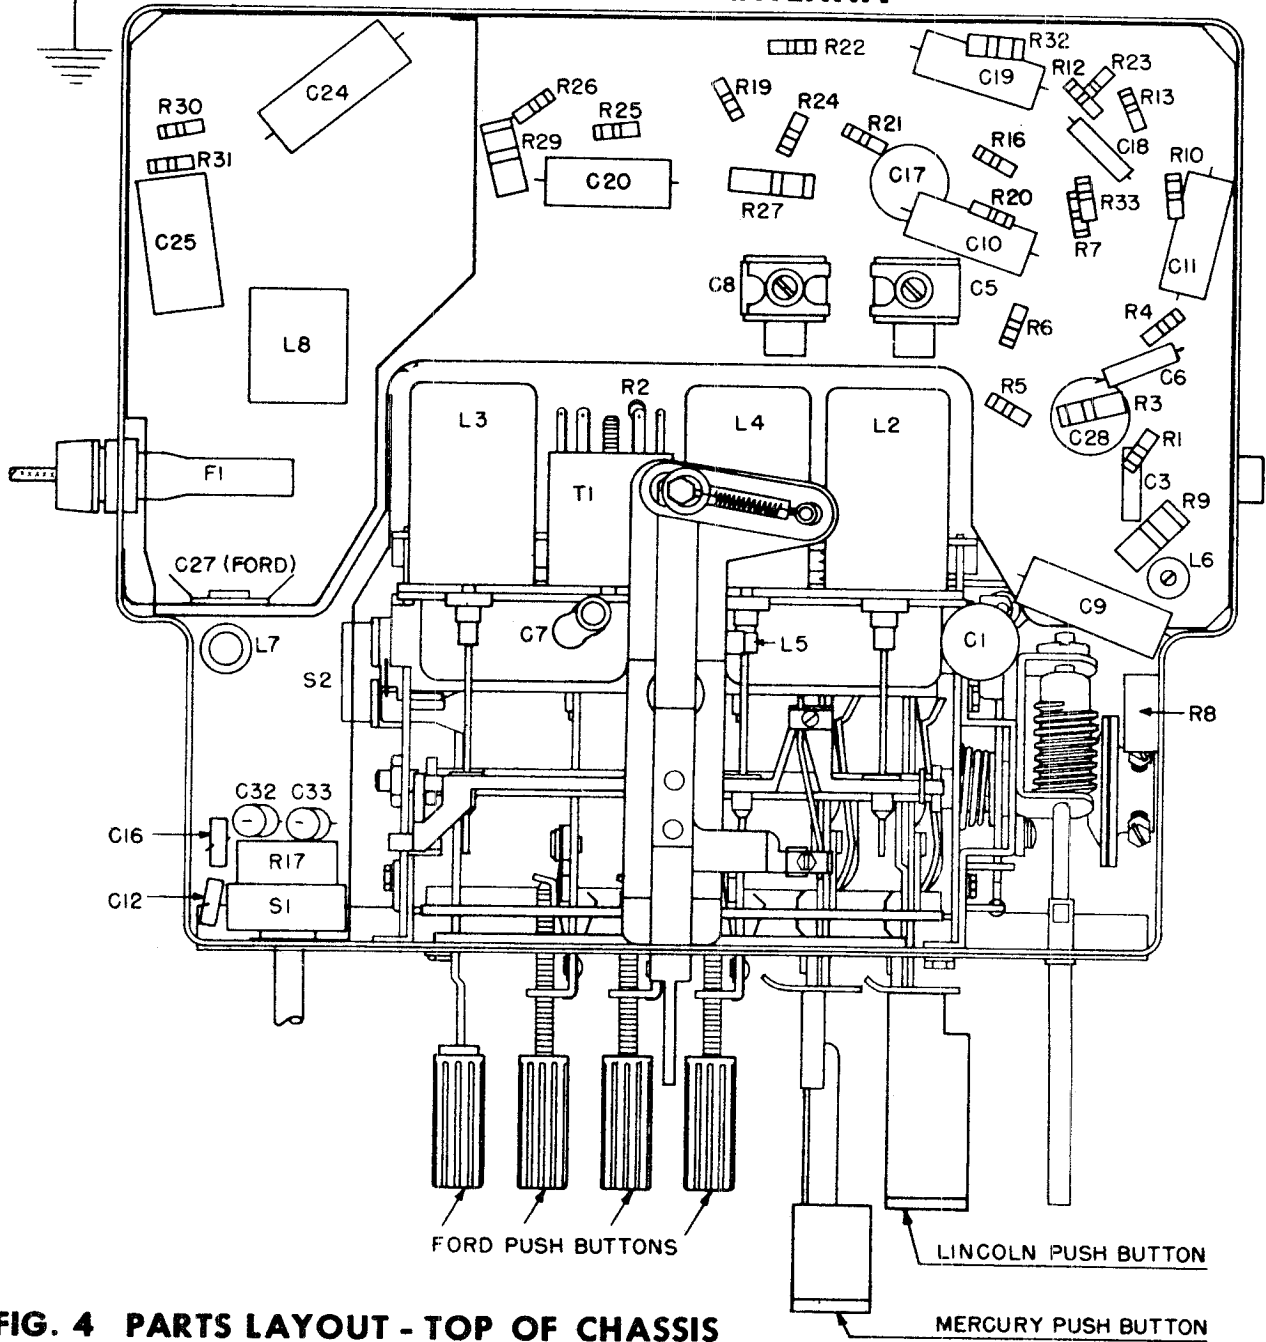 R22
R32
C19
R23
R12
R13
C24
R26
R19
R24
R30
R25
R21
R16
C18
R29
R31
C20
C17
R10
R27
R20
R33
C25
C10
R7
C11
C8
C5
R4
R6
L8
C6
R2
R5
R3
L3
L4
L2
C28
R1
F1
C3
T1
R9
C27 (FORD)
L6
C9
C7
L7
L5
C1
S2
R8
C32
C33
C16
R17
C12
S1
FORD PUSH BUTTONS
LINCOLN PUSH BUTTON
MERCURY PUSH BUTTON
FIG. 4 PARTS LAYOUT - TOP OF CHASSIS